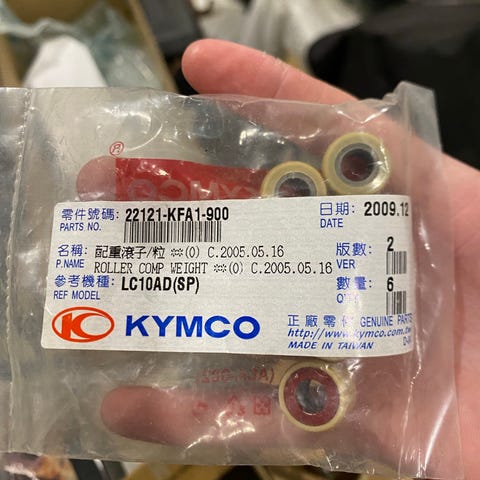 KYMCO
零件號碼: 22121-KFA1-900
PARTS NO.
日期: 2009.12
DATE
名稱: 配重滾子/粒 ※※(0) C.2005.05.16
P.NAME ROLLER COMP WEIGHT ※※(0) C.2005.05.16
版數: 2
VER
參考機種: LC10AD(SP)
REF MODEL
數量: 6
Q'TY
KYMCO
正廠零件 GENUINE PARTS
http://www.kymco.com.tw
MADE IN TAIWAN